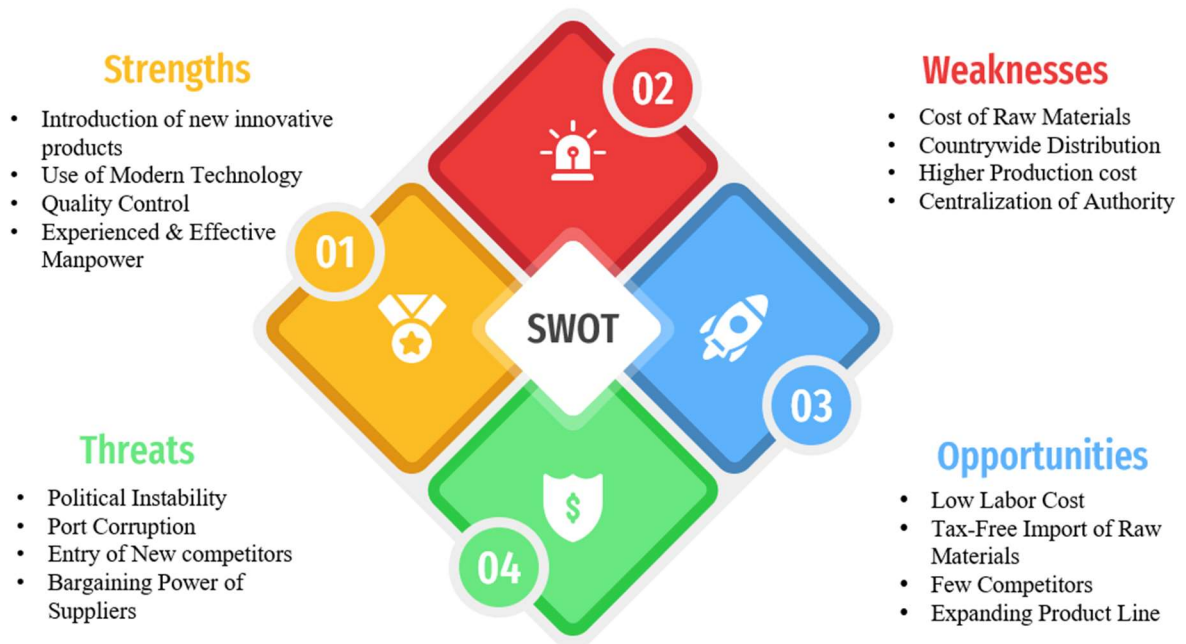 Strengths
• Introduction of new innovative
products
• Use of Modern Technology
• Quality Control
• Experienced & Effective
Manpower
01
02
Weaknesses
• Cost of Raw Materials
• Countrywide Distribution
• Higher Production cost
• Centralization of Authority
SWOT
03
04
Threats
• Political Instability
• Port Corruption
• Entry of New competitors
• Bargaining Power of
Suppliers
$
Opportunities
• Low Labor Cost
• Tax-Free Import of Raw
Materials
• Few Competitors
• Expanding Product Line